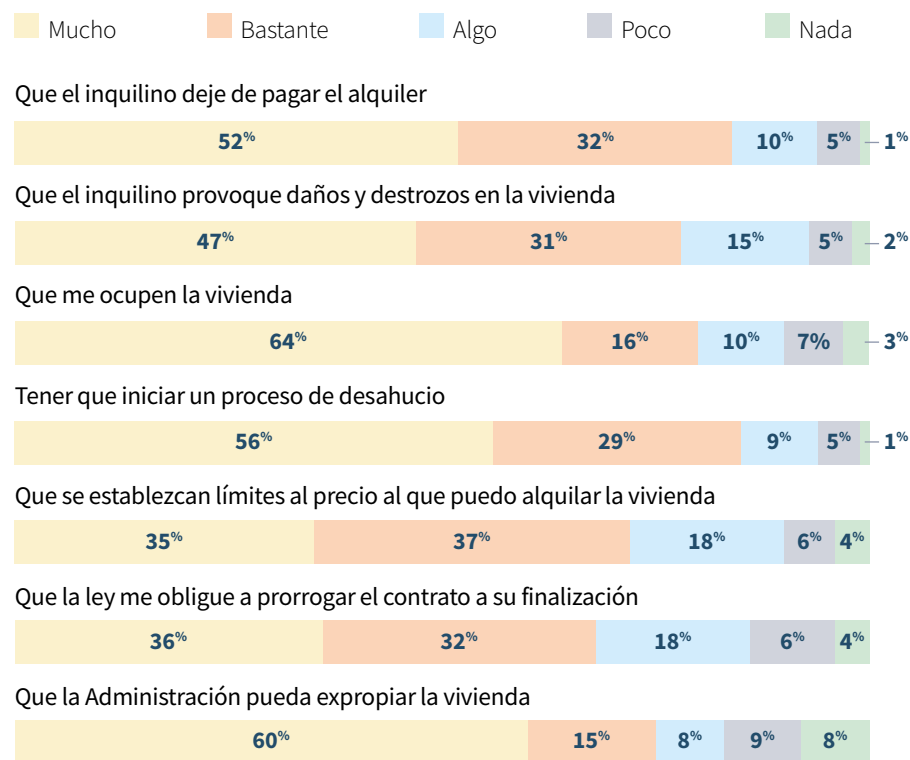 Mucho Bastante Algo Poco Nada
Que el inquilino deje de pagar el alquiler
52% 32% 10% 5% 1%
Que el inquilino provoque daños y destrozos en la vivienda
47% 31% 15% 5% 2%
Que me ocupen la vivienda
64% 16% 10% 7% 3%
Tener que iniciar un proceso de desahucio
56% 29% 9% 5% 1%
Que se establezcan límites al precio al que puedo alquilar la vivienda
35% 37% 18% 6% 4%
Que la ley me obligue a prorrogar el contrato a su finalización
36% 32% 18% 6% 4%
Que la Administración pueda expropiar la vivienda
60% 15% 8% 9% 8%